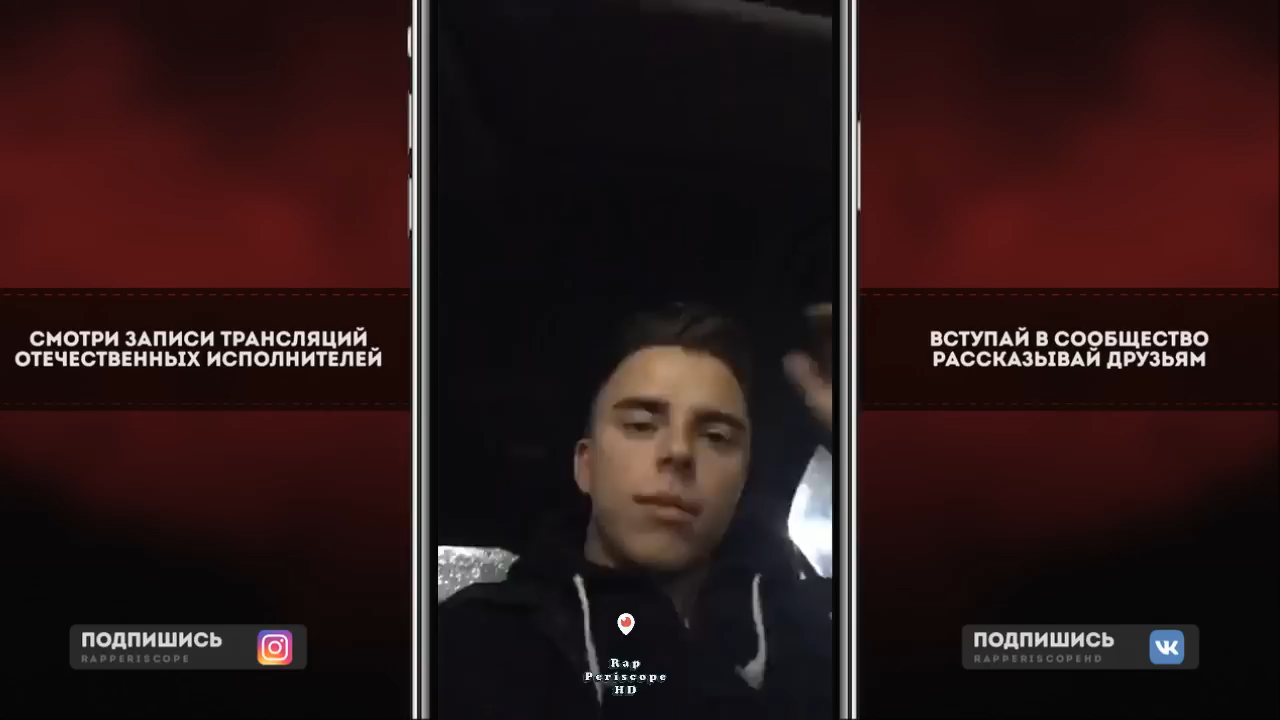 СМОТРИ ЗАПИСИ ТРАНСЛЯЦИЙ
ОТЕЧЕСТВЕННЫХ ИСПОЛНИТЕЛЕЙ
ВСТУПАЙ В СООБЩЕСТВО
РАССКАЗЫВАЙ ДРУЗЬЯМ
ПОДПИШИСЬ
RAPPERISCOPE
ПОДПИШИСЬ
RAPPERISCOPEHD
Rap
Periscope
HD